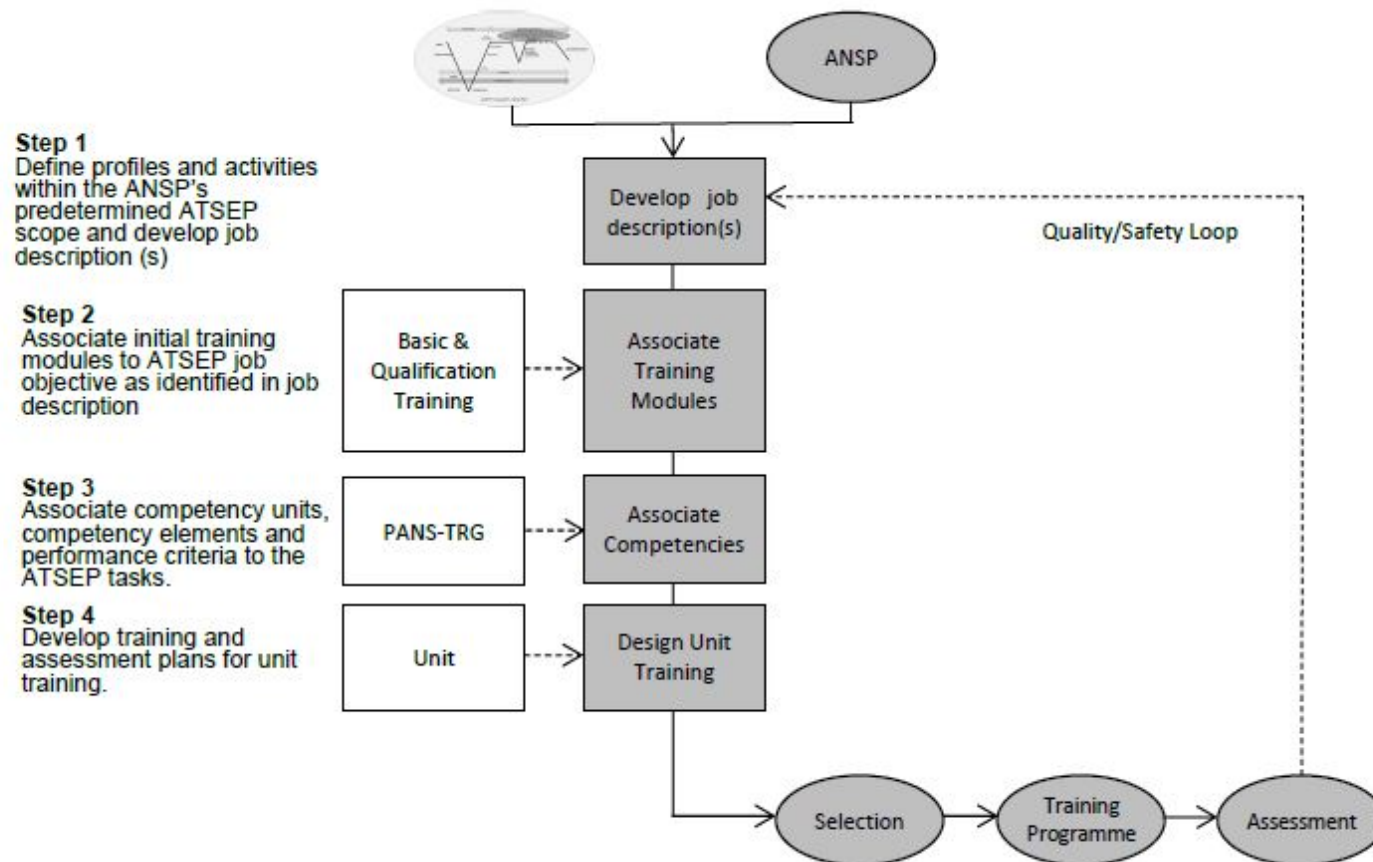 ANSP
Step 1
Define profiles and activities
within the ANSP's
predetermined ATSEP
scope and develop job
description (s)
Develop job
description(s)
Quality/Safety Loop
Step 2
Associate initial training
modules to ATSEP job
objective as identified in job
description
Basic &
Qualification
Training
Associate
Training
Modules
Step 3
Associate competency units,
competency elements and
performance criteria to the
ATSEP tasks.
PANS-TRG
Associate
Competencies
Step 4
Develop training and
assessment plans for unit
training.
Unit
Design Unit
Training
Selection
Training
Programme
Assessment